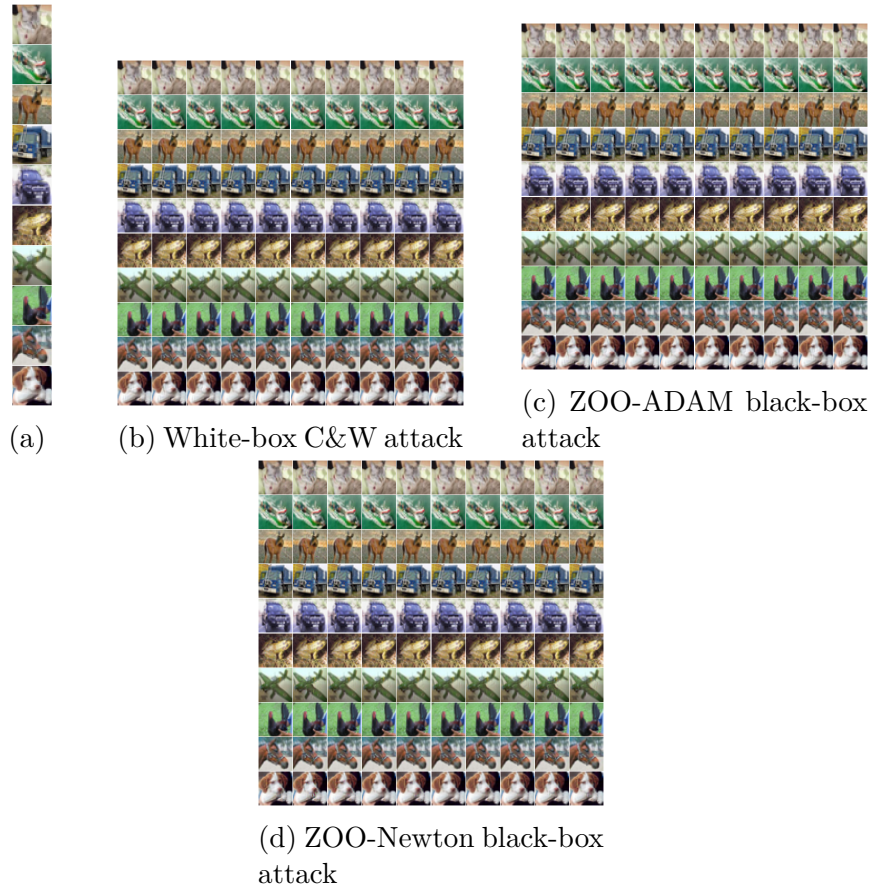 (a)
(b) White-box C&W attack
(c) ZOO-ADAM black-box
attack
(d) ZOO-Newton black-box
attack